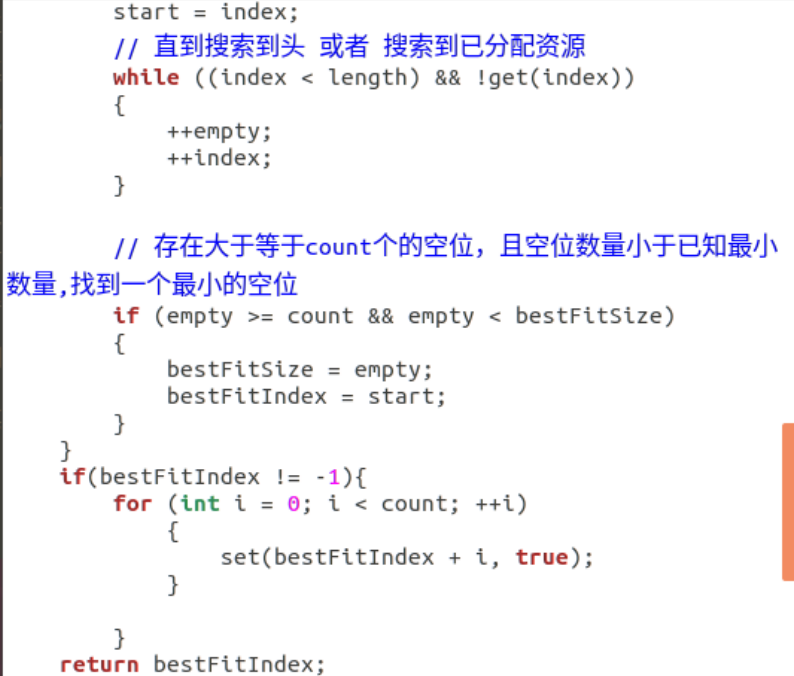 start = index;
// 直到搜索到头 或者 搜索到已分配资源
while ((index < length) && !get(index))
{
++empty;
++index;
}
// 存在大于等于count个的空位，且空位数量小于已知最小
数量,找到一个最小的空位
if (empty >= count && empty < bestFitSize)
{
bestFitSize = empty;
bestFitIndex = start;
}
}
if(bestFitIndex != -1){
for (int i = 0; i < count; ++i)
{
set(bestFitIndex + i, true);
}
}
return bestFitIndex;